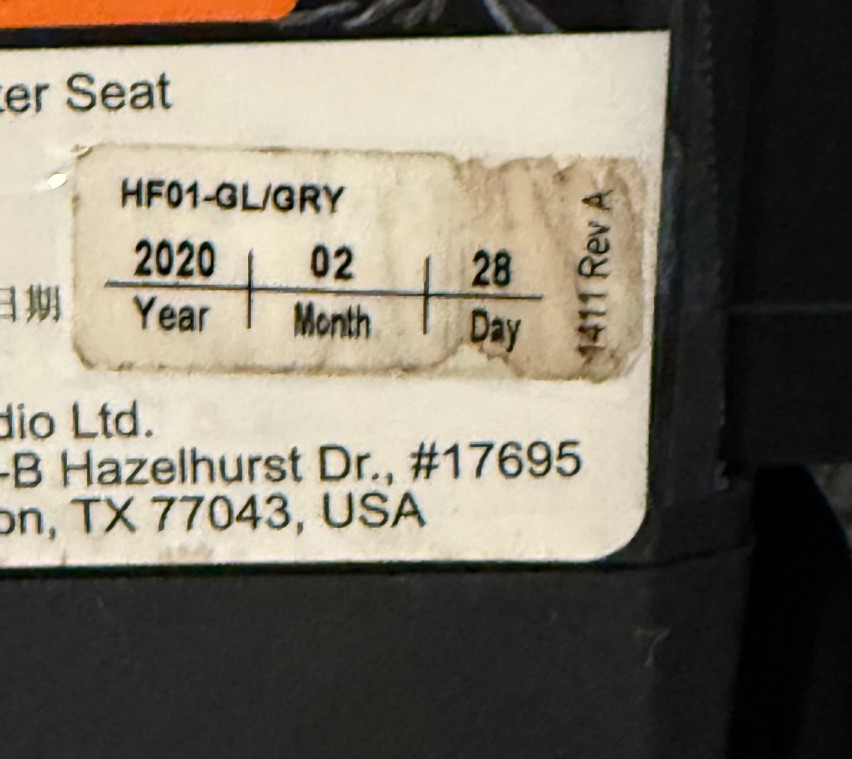 ter Seat
HF01-GL/GRY
2020 02 28
Year Month Day
1411 Rev A
日期
dio Ltd.
-B Hazelhurst Dr., #17695
on, TX 77043, USA